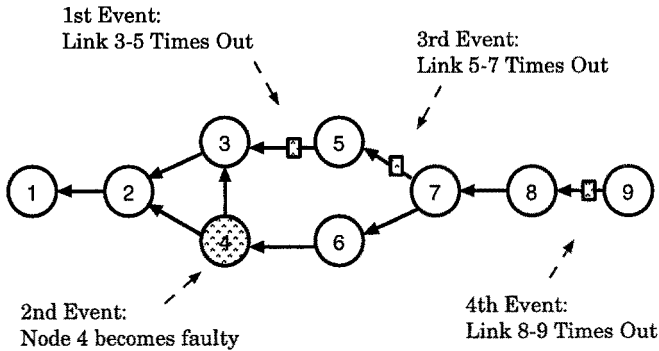 1st Event:
Link 3-5 Times Out
3rd Event:
Link 5-7 Times Out
3
5
1
2
7
8
9
4
6
2nd Event:
Node 4 becomes faulty
4th Event:
Link 8-9 Times Out